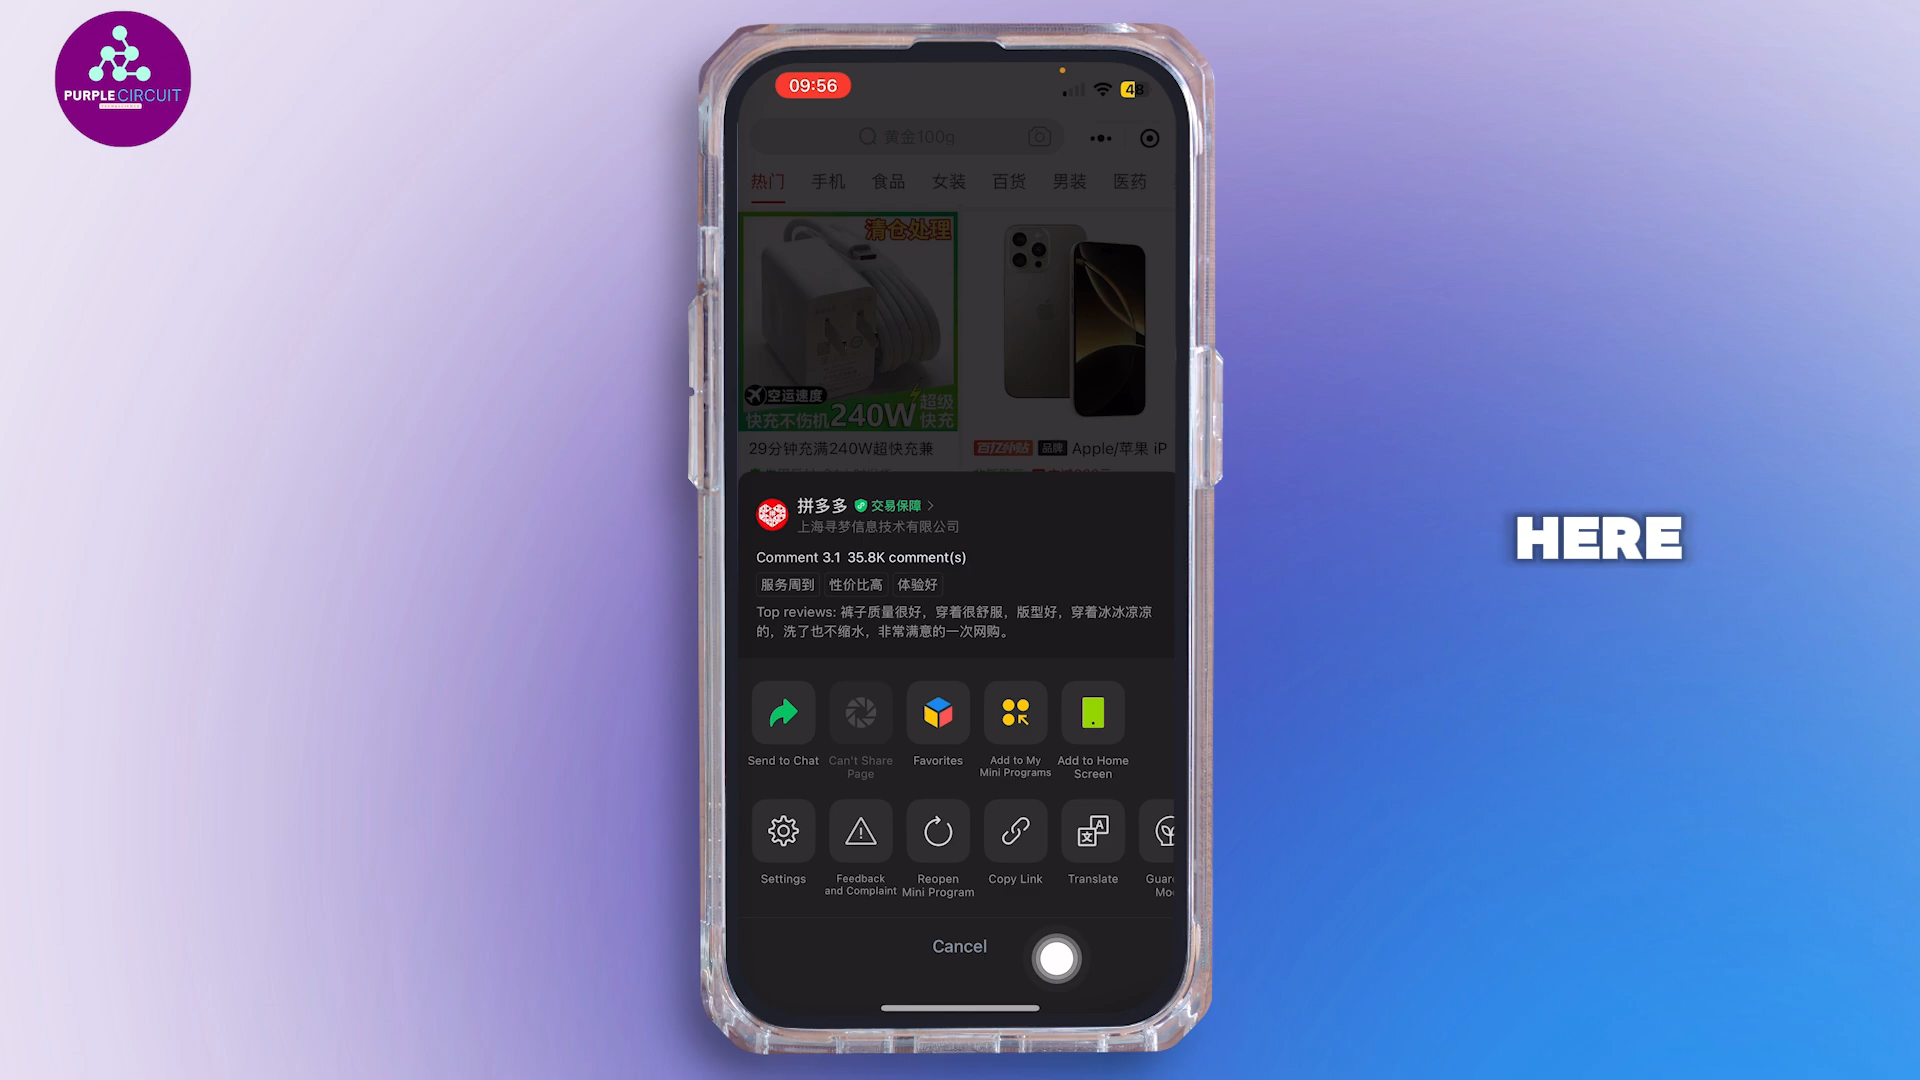 PURPLE CIRCUIT
09:56
48
黄金100g
热门 手机 食品 女装 百货 男装 医药
清仓处理
空运速度
快充不伤机240W超级快充
29分钟充满240W超快充兼
百亿补贴 品牌 Apple/苹果 iP
拼多多 交易保障
上海寻梦信息技术有限公司
Comment 3.1 35.8K comment(s)
服务周到 性价比高 体验好
Top reviews: 裤子质量很好，穿着很舒服，版型好，穿着冰冰凉凉
的，洗了也不缩水，非常满意的一次网购。
HERE
Send to Chat
Can't Share
Page
Favorites
Add to My
Mini Programs
Add to Home
Screen
Settings
Feedback
and Complaint
Reopen
Mini Program
Copy Link
Translate
Guar
Mo
Cancel